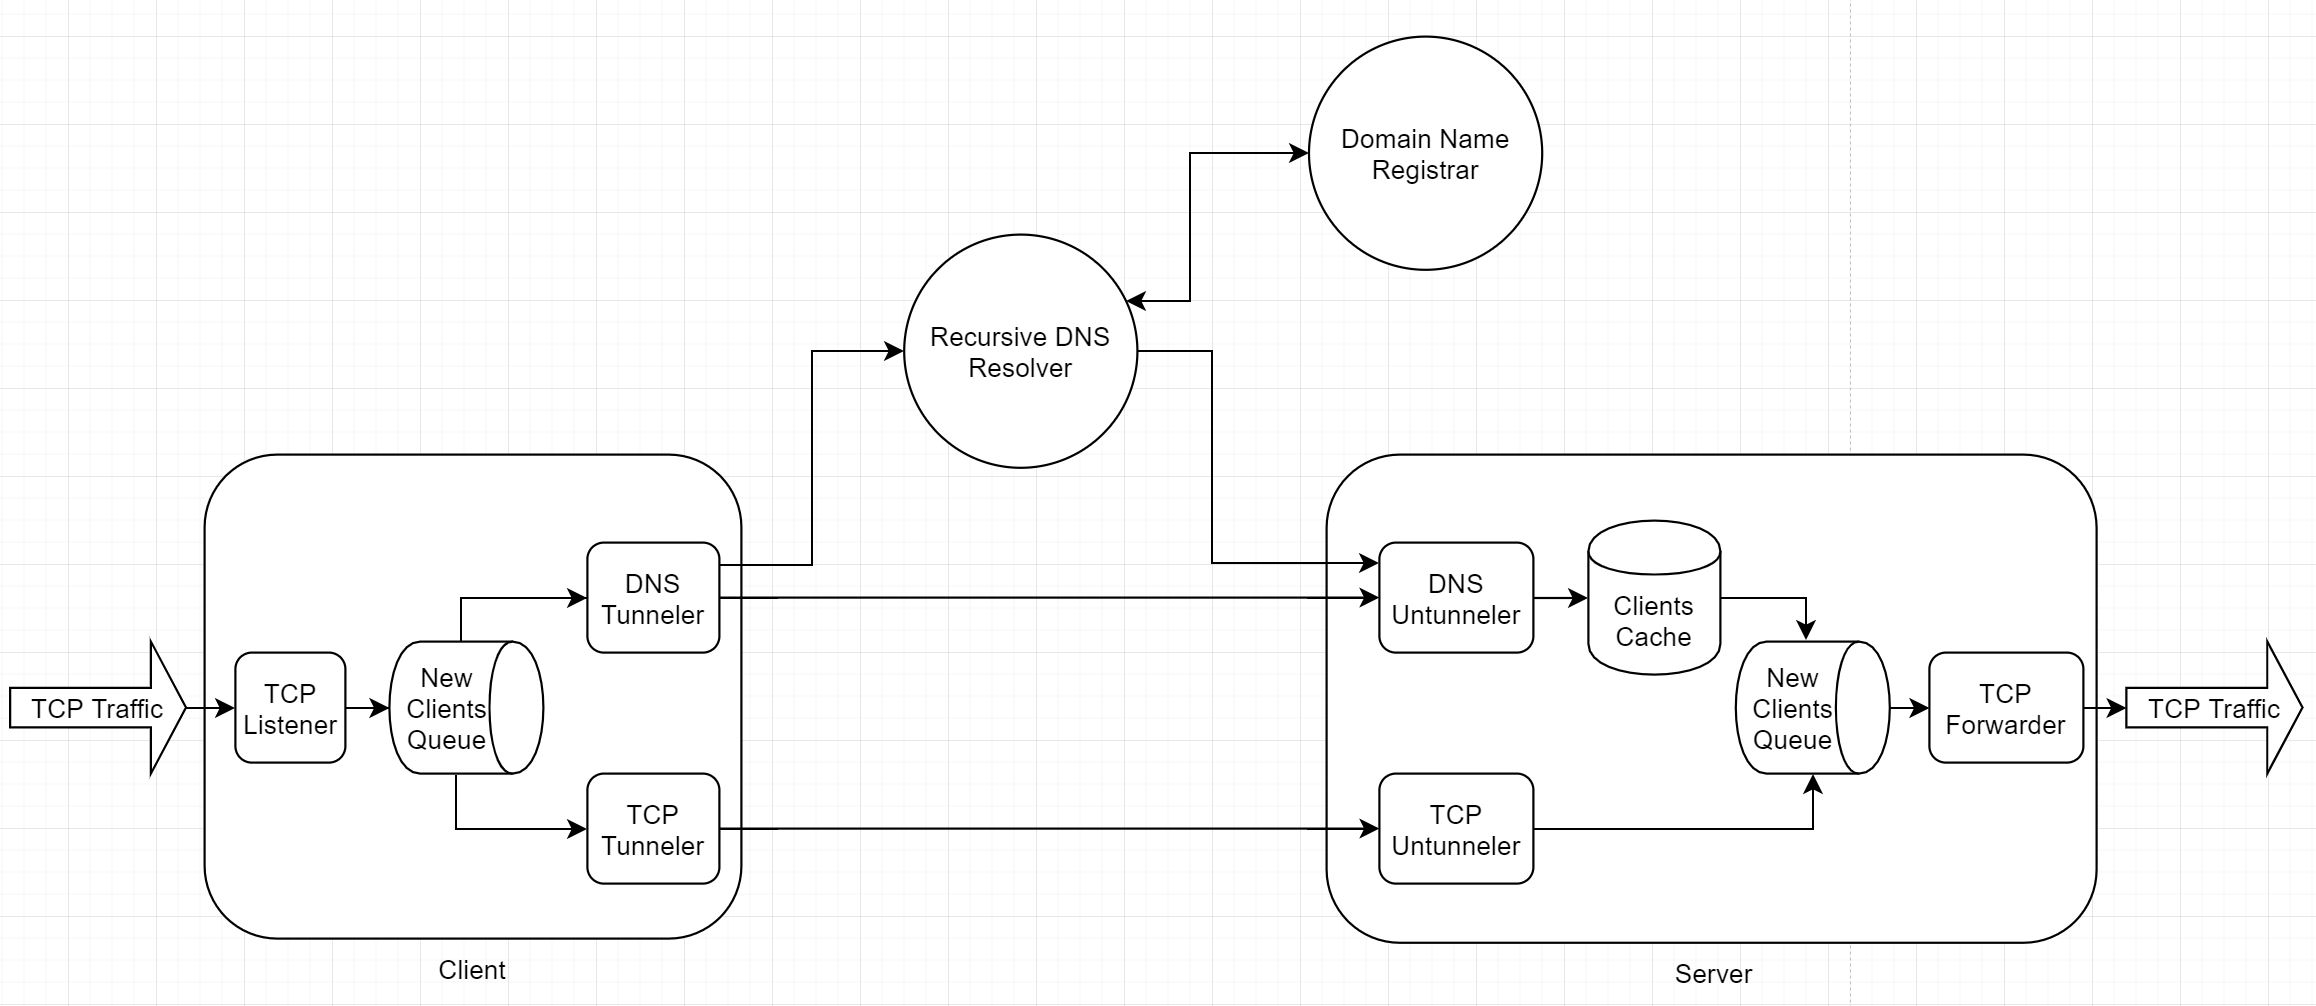 Domain Name
Registrar
Recursive DNS
Resolver
TCP Traffic
TCP
Listener
New
Clients
Queue
DNS
Tunneler
TCP
Tunneler
Client
DNS
Untunneler
Clients
Cache
TCP
Untunneler
New
Clients
Queue
TCP
Forwarder
TCP Traffic
Server